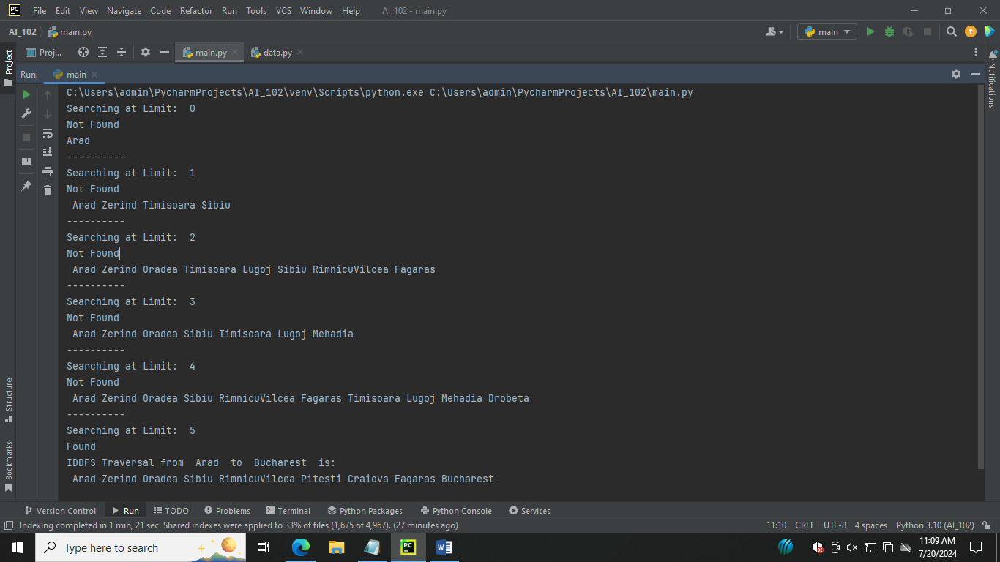 PC File Edit View Navigate Code Refactor Run Tools VCS Window Help AI_102 - main.py
AI_102 main.py main
Project Proj... main.py data.py
Run: main
Notifications
C:\Users\admin\PycharmProjects\AI_102\venv\Scripts\python.exe C:\Users\admin\PycharmProjects\AI_102\main.py
Searching at Limit:  0
Not Found
Arad
----------
Searching at Limit:  1
Not Found
 Arad Zerind Timisoara Sibiu
----------
Searching at Limit:  2
Not Found
 Arad Zerind Oradea Timisoara Lugoj Sibiu RimnicuVilcea Fagaras
----------
Searching at Limit:  3
Not Found
 Arad Zerind Oradea Sibiu Timisoara Lugoj Mehadia
----------
Searching at Limit:  4
Not Found
 Arad Zerind Oradea Sibiu RimnicuVilcea Fagaras Timisoara Lugoj Mehadia Drobeta
----------
Searching at Limit:  5
Found
IDDFS Traversal from  Arad  to  Bucharest  is:
 Arad Zerind Oradea Sibiu RimnicuVilcea Pitesti Craiova Fagaras Bucharest
Structure
Bookmarks
Version Control Run TODO Problems Terminal Python Packages Python Console Services
Indexing completed in 1 min, 21 sec. Shared indexes were applied to 33% of files (1,675 of 4,967). (27 minutes ago) 11:10 CRLF UTF-8 4 spaces Python 3.10 (AI_102)
Type here to search PC W 11:09 AM
7/20/2024